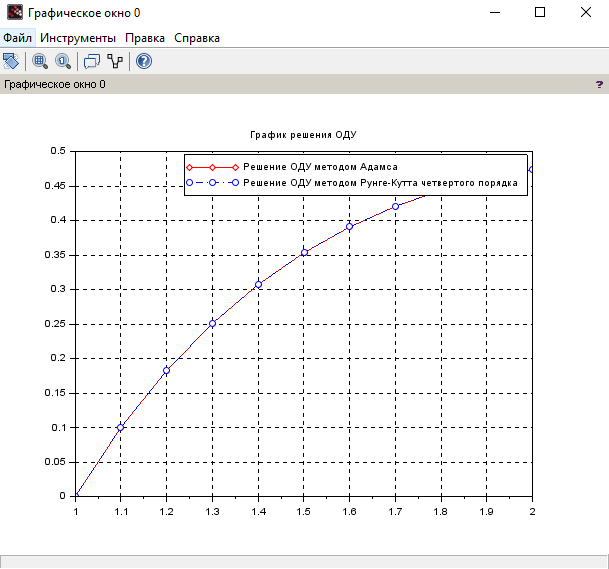 Графическое окно 0
Файл Инструменты Правка Справка
Графическое окно 0 ?
График решения ОДУ
Решение ОДУ методом Адамса
Решение ОДУ методом Рунге-Кутта четвертого порядка
0.5
0.45
0.4
0.35
0.3
0.25
0.2
0.15
0.1
0.05
0
1 1.1 1.2 1.3 1.4 1.5 1.6 1.7 1.8 1.9 2